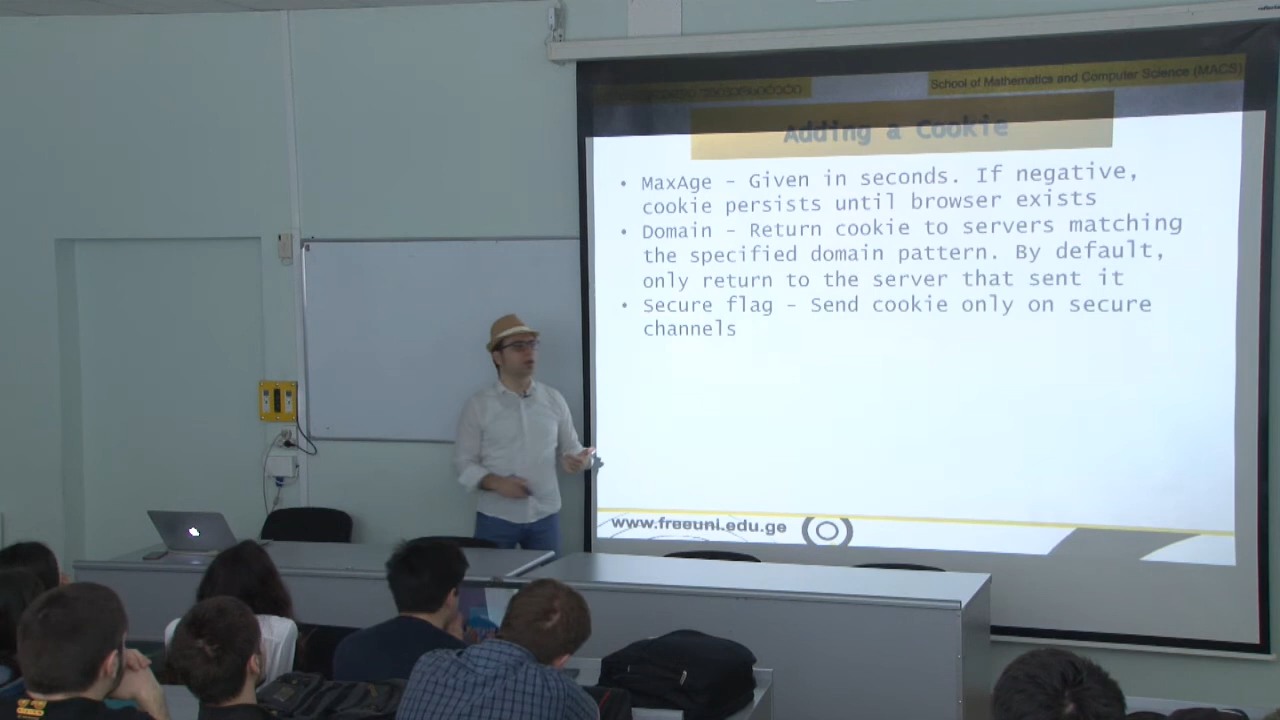 School of Mathematics and Computer Science (MACS)
Adding a Cookie
• MaxAge – Given in seconds. If negative,
cookie persists until browser exists
• Domain – Return cookie to servers matching
the specified domain pattern. By default,
only return to the server that sent it
• Secure flag – Send cookie only on secure
channels
www.freeuni.edu.ge